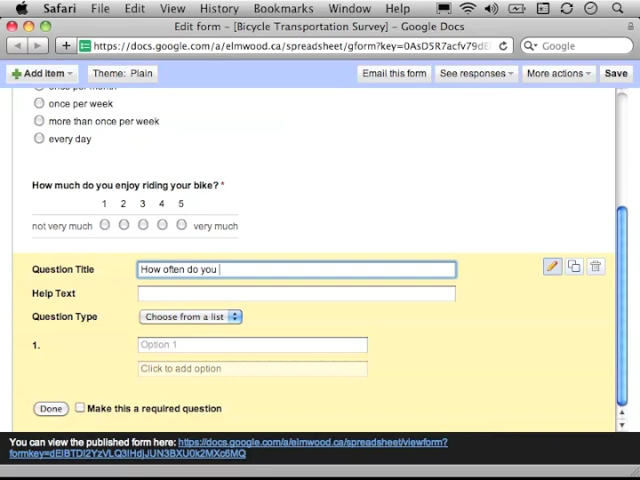 Safari File Edit View History Bookmarks Window Help
Edit form - [Bicycle Transportation Survey] - Google Docs
https://docs.google.com/a/elmwood.ca/spreadsheet/gform?key=0AsD5R7acfv79dE Google
Add item Theme: Plain Email this form See responses More actions Save
once per month
once per week
more than once per week
every day
How much do you enjoy riding your bike? *
1 2 3 4 5
not very much very much
Question Title How often do you
Help Text
Question Type Choose from a list
1. Option 1
Click to add option
Done Make this a required question
You can view the published form here: https://docs.google.com/a/elmwood.ca/spreadsheet/viewform?